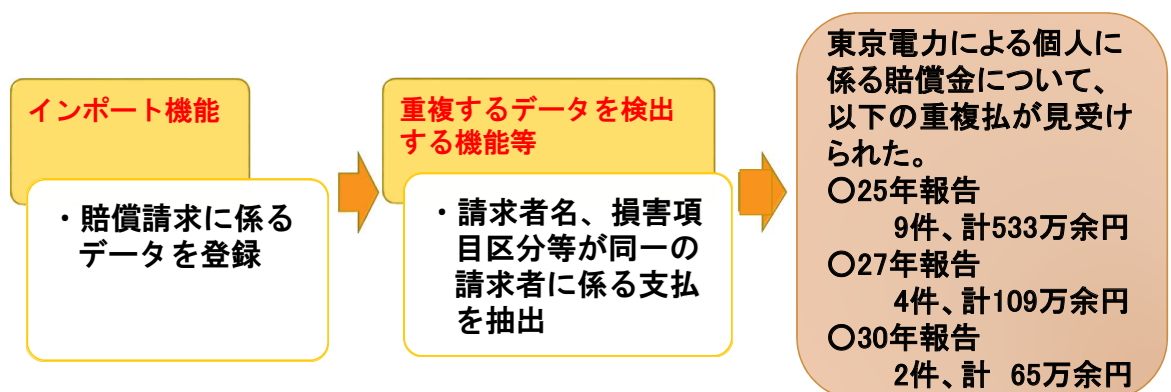 インポート機能
・賠償請求に係る
データを登録
重複するデータを検出
する機能等
・請求者名、損害項
目区分等が同一の
請求者に係る支払
を抽出
東京電力による個人に
係る賠償金について、
以下の重複払が見受け
られた。
○25年報告
9件、計533万余円
○27年報告
4件、計109万余円
○30年報告
2件、計 65万余円